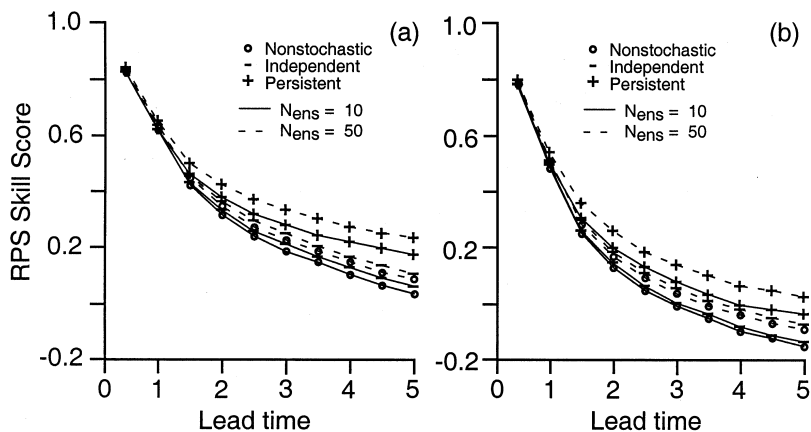 (a)
1.0
0.6
0.2
-0.2
RPS Skill Score
Nonstochastic
Independent
Persistent
Nens = 10
Nens = 50
0 1 2 3 4 5
Lead time
(b)
1.0
0.6
0.2
-0.2
Nonstochastic
Independent
Persistent
Nens = 10
Nens = 50
0 1 2 3 4 5
Lead time